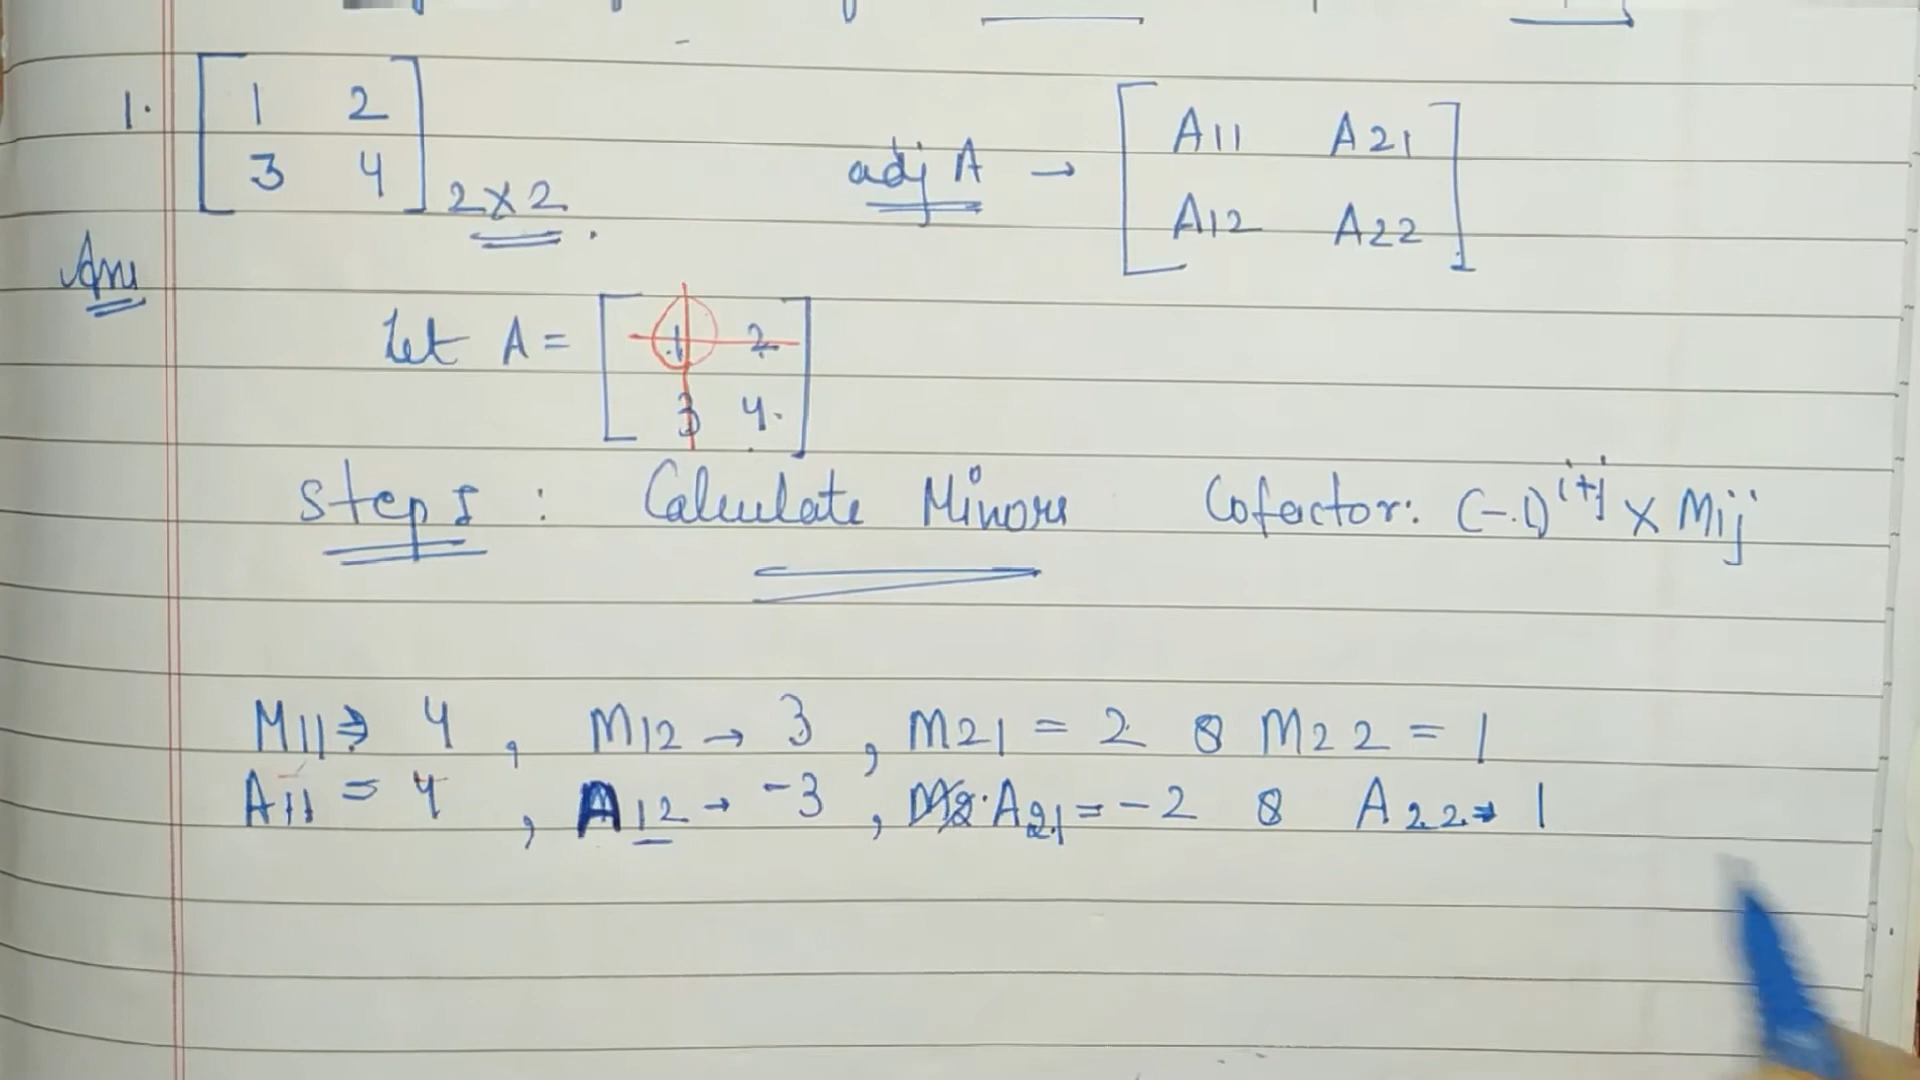 1. [ 1 2
3 4 ] 2×2.
adj A → [ A11 A21
A12 A22 ]
Ans
Let A = [ 1 2
3 4 ]
Steps : Calculate Minors Cofactor: (-1)^i+j × Mij
M11 ⇒ 4 , M12 → 3 , M21 = 2 & M22 = 1
A11 = 4 , A12 → -3 , A21 = -2 & A22 = 1